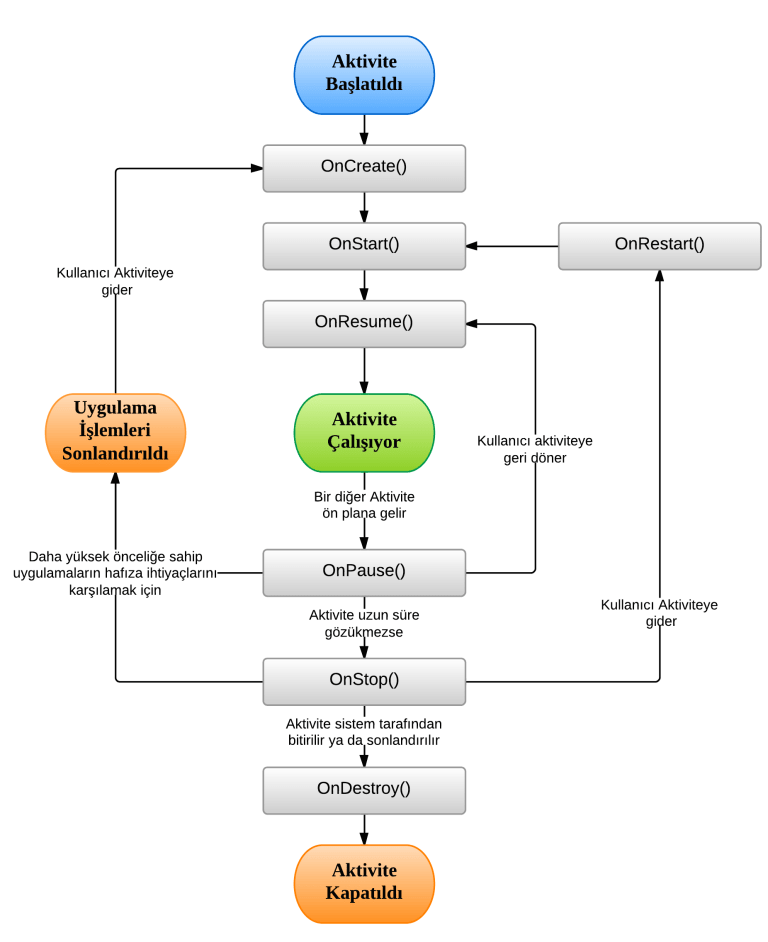 Aktivite
Başlatıldı
OnCreate()
OnStart()
OnRestart()
Kullanıcı Aktiviteye
gider
OnResume()
Uygulama
İşlemleri
Sonlandırıldı
Aktivite
Çalışıyor
Kullanıcı aktiviteye
geri döner
Bir diğer Aktivite
ön plana gelir
Daha yüksek önceliğe sahip
uygulamaların hafıza ihtiyaçlarını
karşılamak için
OnPause()
Aktivite uzun süre
gözükmezse
Kullanıcı Aktiviteye
gider
OnStop()
Aktivite sistem tarafından
bitirilir ya da sonlandırılır
OnDestroy()
Aktivite
Kapatıldı